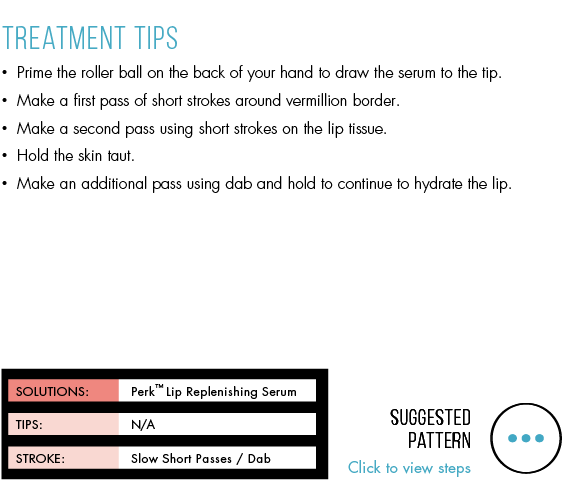 TREATMENT TIPS
• Prime the roller ball on the back of your hand to draw the serum to the tip.
• Make a first pass of short strokes around vermillion border.
• Make a second pass using short strokes on the lip tissue.
• Hold the skin taut.
• Make an additional pass using dab and hold to continue to hydrate the lip.
SOLUTIONS: Perk™ Lip Replenishing Serum
TIPS: N/A
STROKE: Slow Short Passes / Dab
SUGGESTED
PATTERN
Click to view steps